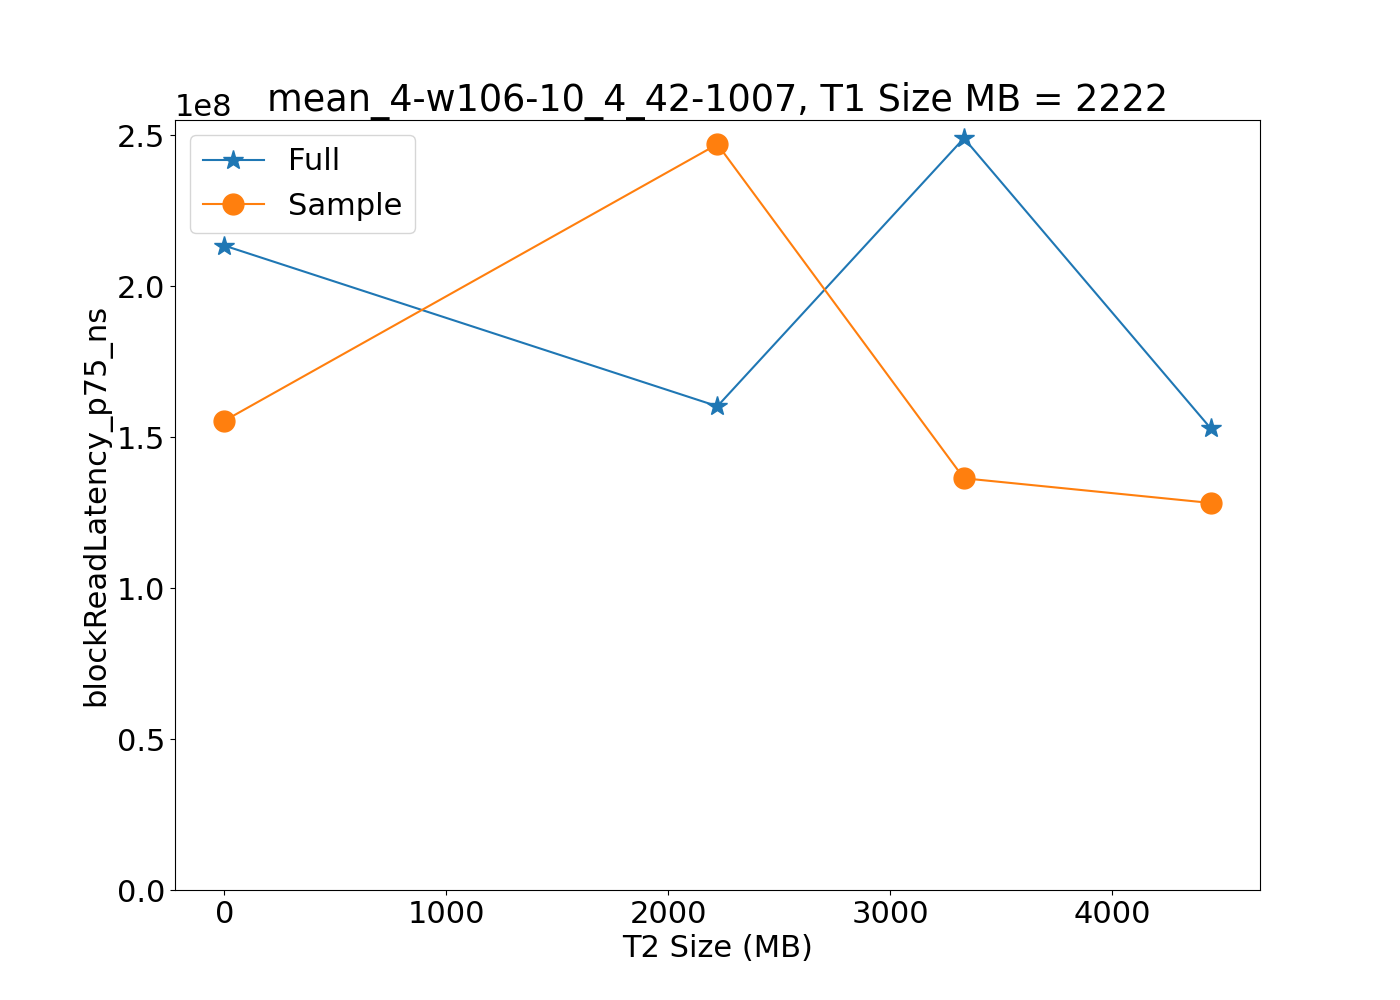 mean_4-w106-10_4_42-1007, T1 Size MB = 2222
1e8
2.5
2.0
1.5
1.0
0.5
0.0
blockReadLatency_p75_ns
Full
Sample
0 1000 2000 3000 4000
T2 Size (MB)